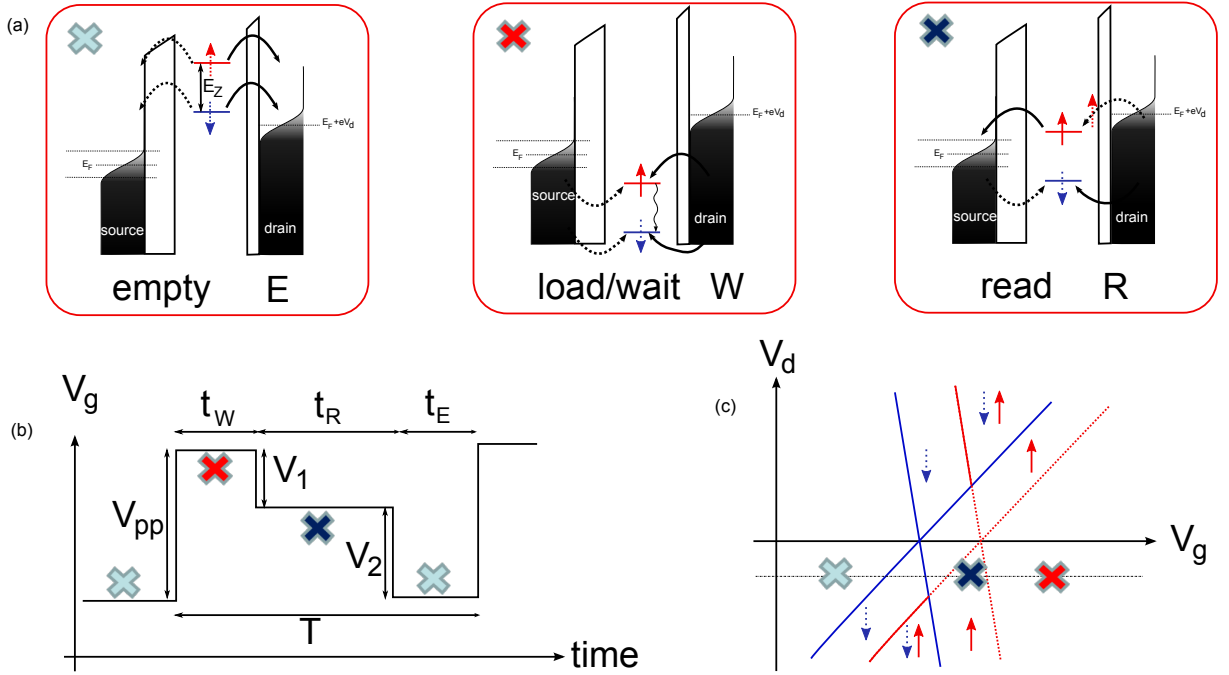 (a)
E_Z
E_F +eV_d
E_F
source
drain
empty E
E_F +eV_d
E_F
source
drain
load/wait W
E_F +eV_d
E_F
source
drain
read R
(b)
V_g
t_W
t_R
t_E
V_1
V_pp
V_2
T
time
(c)
V_d
V_g